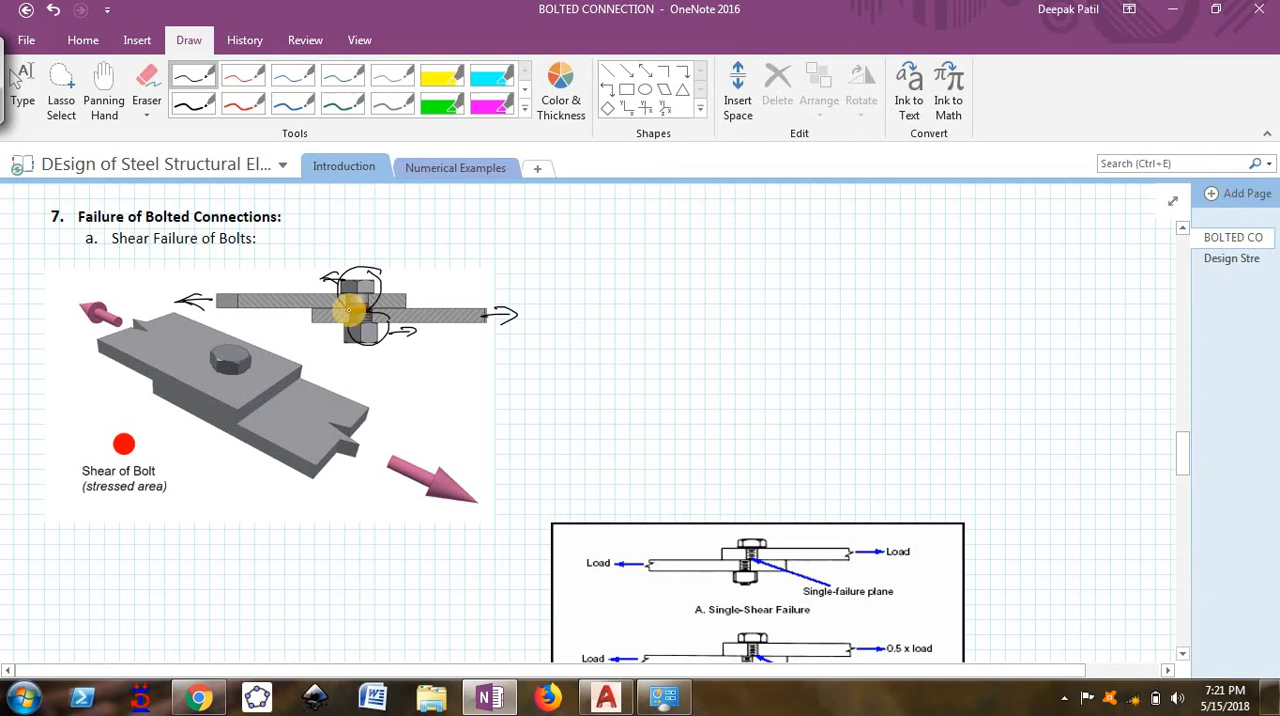 BOLTED CONNECTION - OneNote 2016
Deepak Patil
File Home Insert Draw History Review View
Type
Lasso Select
Panning Hand
Eraser
Color & Thickness
Insert Space
Delete
Arrange
Rotate
Ink to Text
Ink to Math
Tools
Shapes
Edit
Convert
DEsign of Steel Structural El...
Introduction
Numerical Examples
Search (Ctrl+E)
Add Page
BOLTED CO
Design Stre
7. Failure of Bolted Connections:
a. Shear Failure of Bolts:
Shear of Bolt
(stressed area)
Load
Load
Single-failure plane
A. Single-Shear Failure
Load
0.5 x load
7:21 PM
5/15/2018